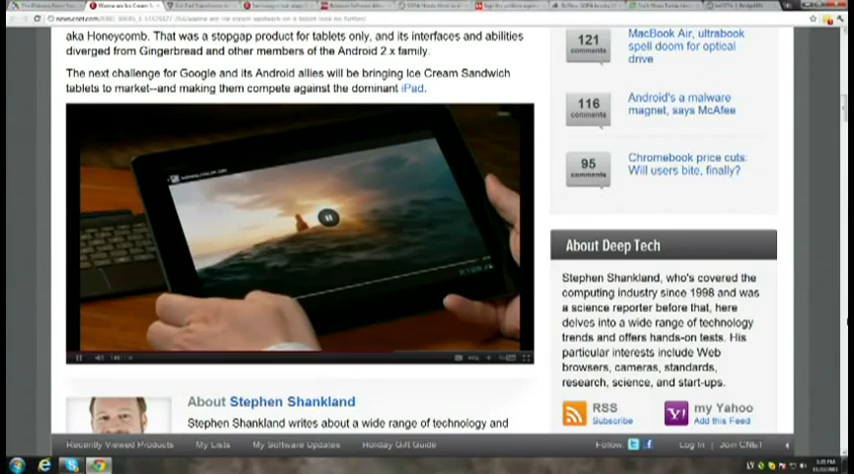 aka Honeycomb. That was a stopgap product for tablets only, and its interfaces and abilities
diverged from Gingerbread and other members of the Android 2.x family.
The next challenge for Google and its Android allies will be bringing Ice Cream Sandwich
tablets to market--and making them compete against the dominant iPad.
121
comments
MacBook Air, ultrabook
spell doom for optical
drive
116
comments
Android's a malware
magnet, says McAfee
95
comments
Chromebook price cuts:
Will users bite, finally?
About Deep Tech
Stephen Shankland, who's covered the
computing industry since 1998 and was
a science reporter before that, here
delves into a wide range of technology
trends and offers hands-on tests. His
particular interests include Web
browsers, cameras, standards,
research, science, and start-ups.
RSS
Subscribe
my Yahoo
Add this Feed
About Stephen Shankland
Stephen Shankland writes about a wide range of technology and
Recently Viewed Products
My Lists
My Software Updates
Holiday Gift Guide
Follow
Log In
Join CNET